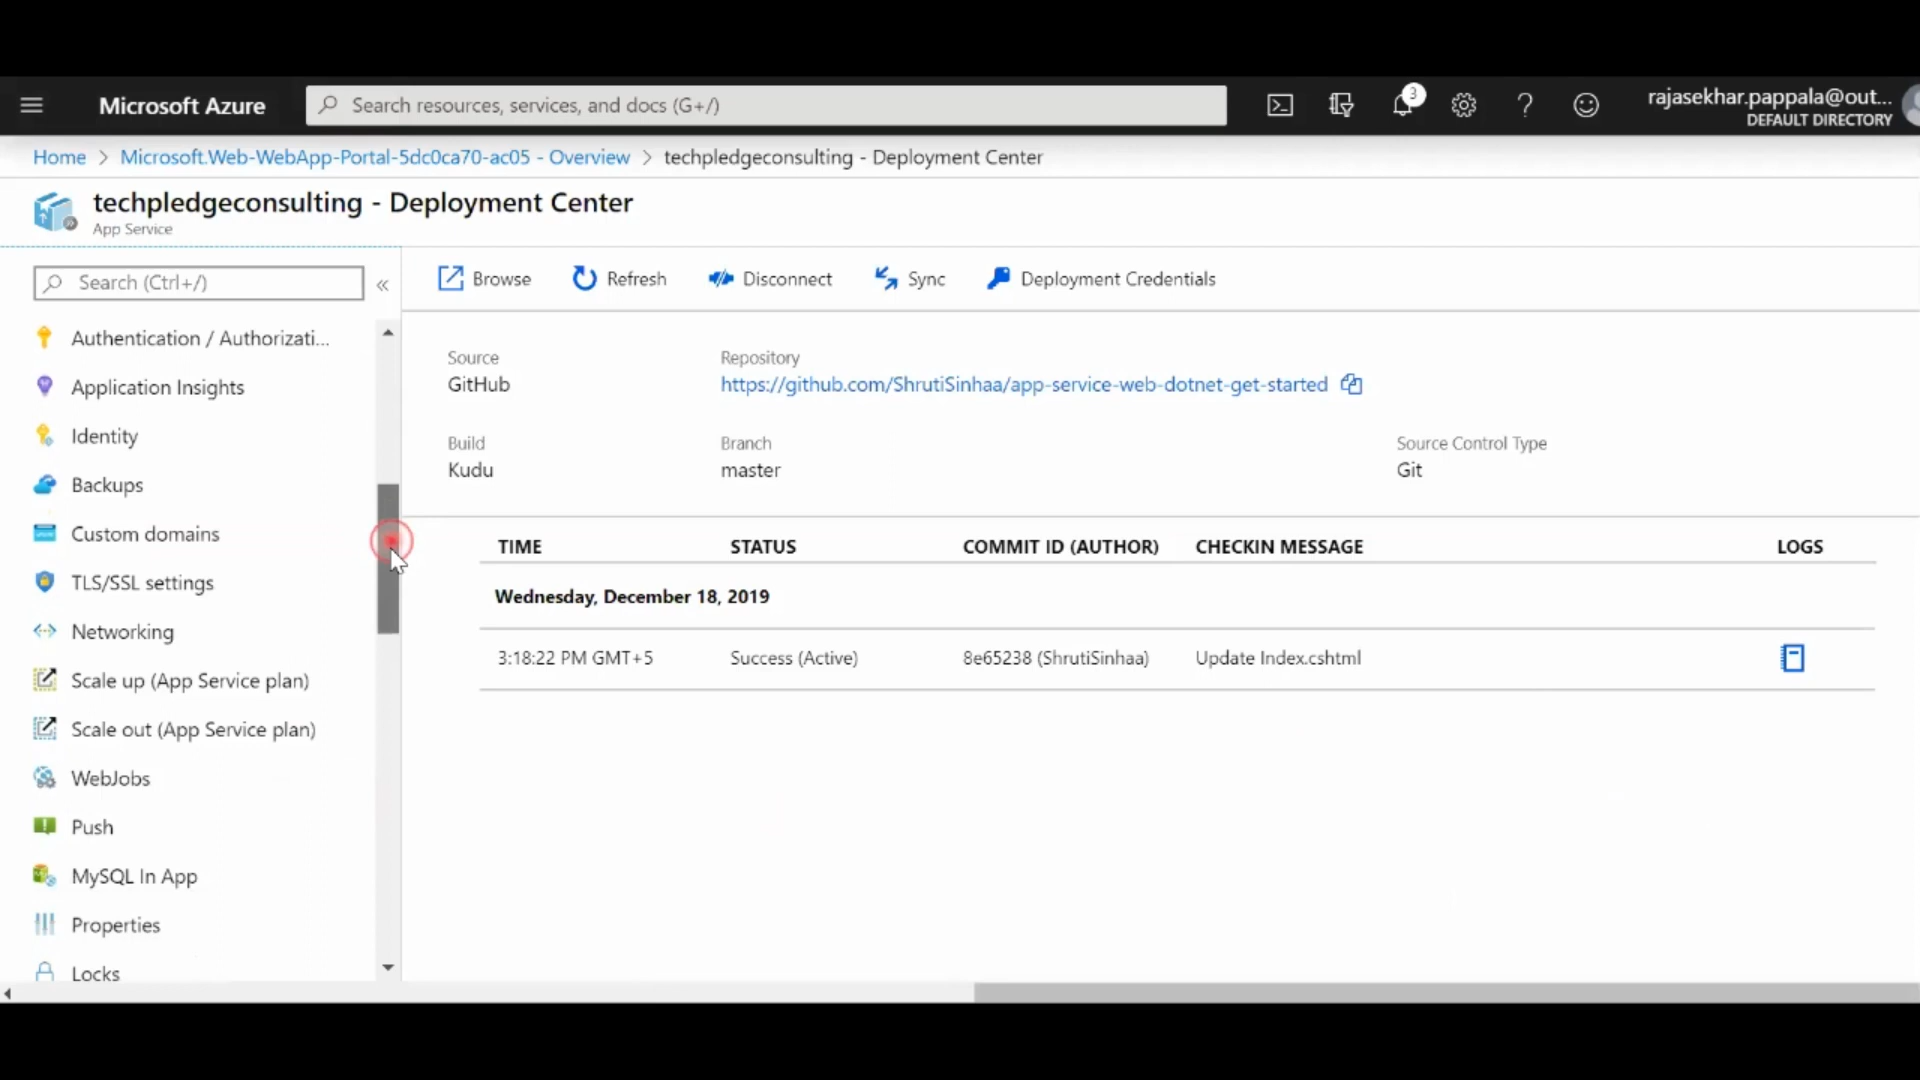 Microsoft Azure
Search resources, services, and docs (G+/)
3
rajasekhar.pappala@out...
DEFAULT DIRECTORY
Home > Microsoft.Web-WebApp-Portal-5dc0ca70-ac05 - Overview > techpledgeconsulting - Deployment Center
techpledgeconsulting - Deployment Center
App Service
Search (Ctrl+/)
«
Authentication / Authorizati...
Application Insights
Identity
Backups
Custom domains
TLS/SSL settings
Networking
Scale up (App Service plan)
Scale out (App Service plan)
WebJobs
Push
MySQL In App
Properties
Locks
Browse
Refresh
Disconnect
Sync
Deployment Credentials
Source
GitHub
Repository
https://github.com/ShrutiSinhaa/app-service-web-dotnet-get-started
Build
Kudu
Branch
master
Source Control Type
Git
TIME STATUS COMMIT ID (AUTHOR) CHECKIN MESSAGE LOGS
Wednesday, December 18, 2019
3:18:22 PM GMT+5 Success (Active) 8e65238 (ShrutiSinhaa) Update Index.cshtml